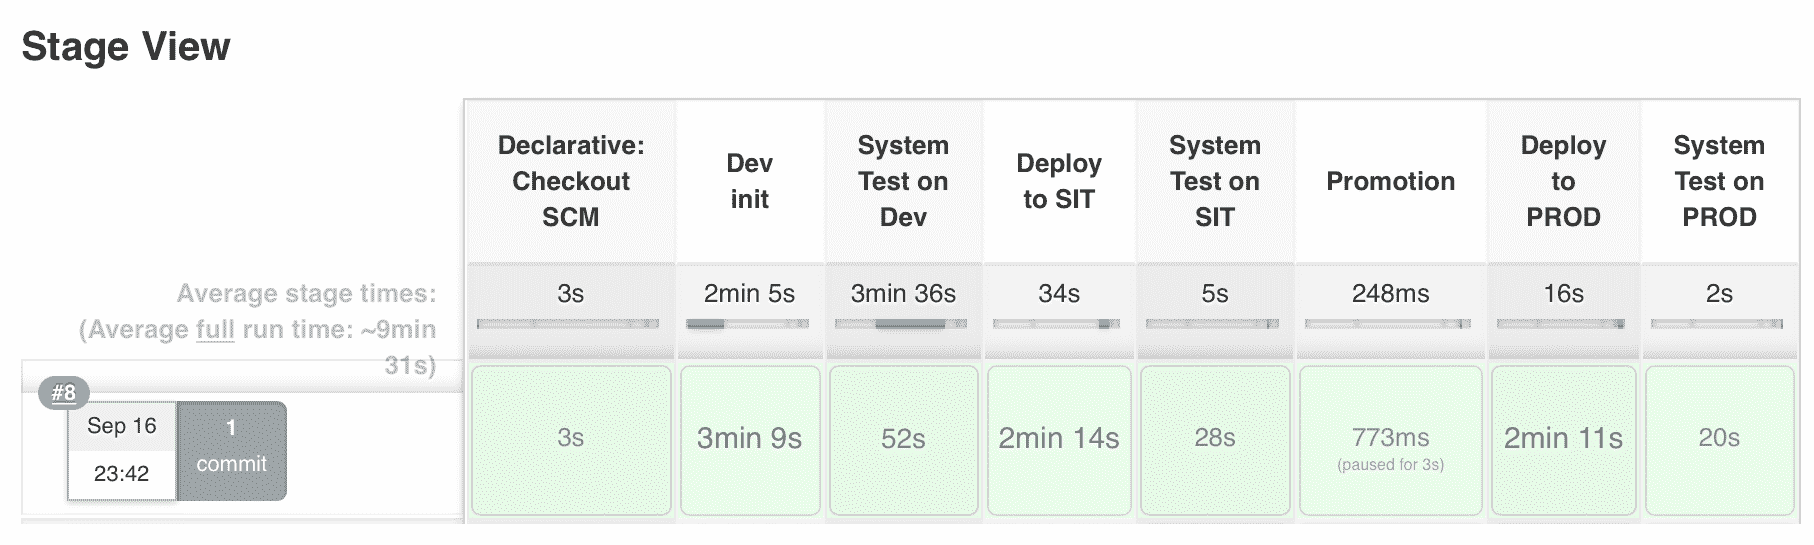 Stage View
Declarative:
Checkout
SCM
Dev
init
System
Test on
Dev
Deploy
to SIT
System
Test on
SIT
Promotion
Deploy
to
PROD
System
Test on
PROD
Average stage times:
(Average full run time: ~9min
31s)
3s
2min 5s
3min 36s
34s
5s
248ms
16s
2s
#8
Sep 16
23:42
1
commit
3s
3min 9s
52s
2min 14s
28s
773ms
(paused for 3s)
2min 11s
20s